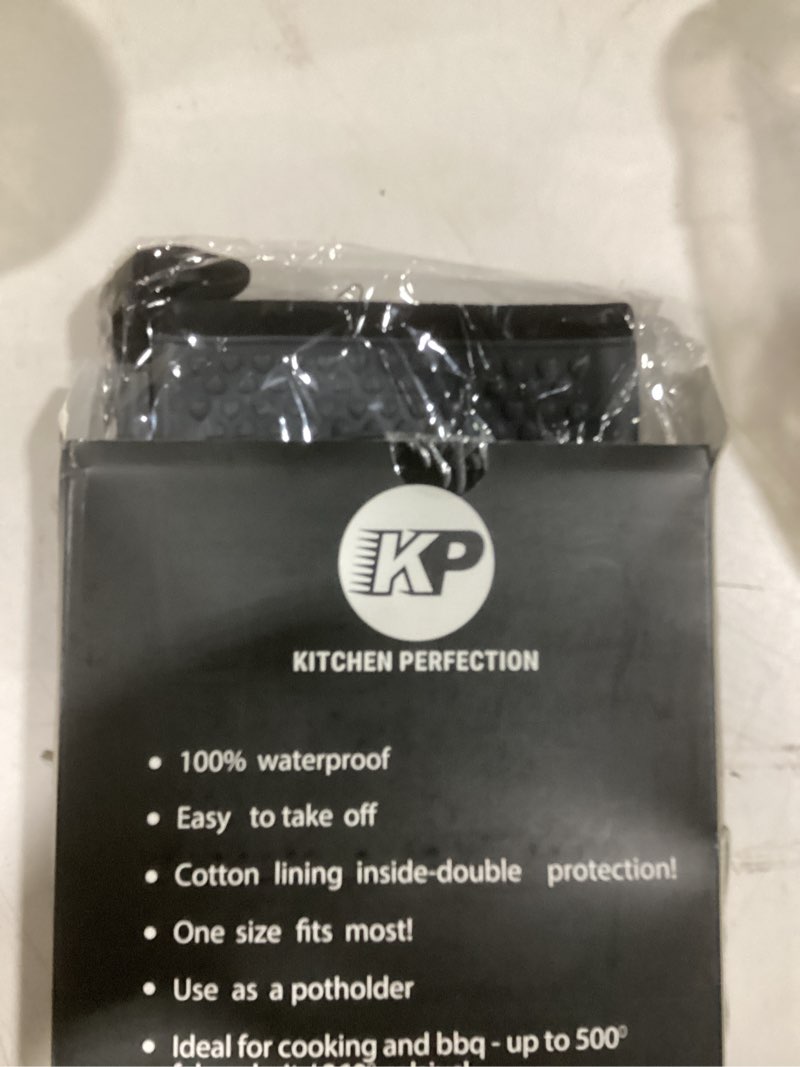 KP
KITCHEN PERFECTION
• 100% waterproof
• Easy to take off
• Cotton lining inside-double protection!
• One size fits most!
• Use as a potholder
• Ideal for cooking and bbq - up to 500°